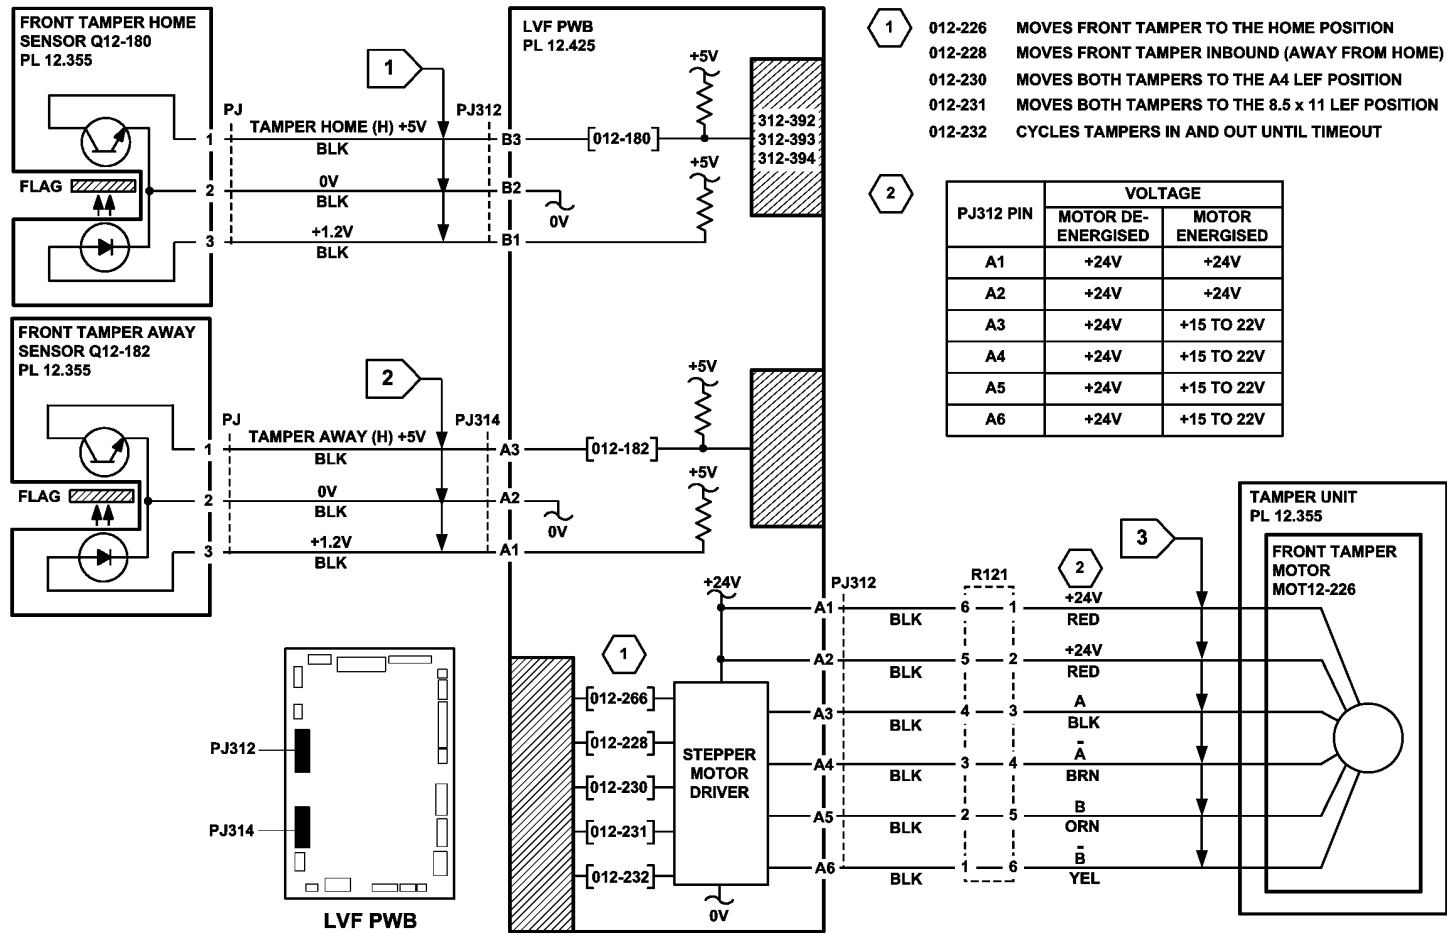 FRONT TAMPER HOME
SENSOR Q12-180
PL 12.355
FLAG
PJ
1
2
3
TAMPER HOME (H) +5V
BLK
0V
BLK
+1.2V
BLK
1
PJ312
B3
B2
B1
LVF PWB
PL 12.425
[012-180]
+5V
+5V
0V
312-392
312-393
312-394
1
012-226 MOVES FRONT TAMPER TO THE HOME POSITION
012-228 MOVES FRONT TAMPER INBOUND (AWAY FROM HOME)
012-230 MOVES BOTH TAMPERS TO THE A4 LEF POSITION
012-231 MOVES BOTH TAMPERS TO THE 8.5 x 11 LEF POSITION
012-232 CYCLES TAMPERS IN AND OUT UNTIL TIMEOUT
2
PJ312 PIN VOLTAGE
MOTOR DE- MOTOR
ENERGISED ENERGISED
A1 +24V +24V
A2 +24V +24V
A3 +24V +15 TO 22V
A4 +24V +15 TO 22V
A5 +24V +15 TO 22V
A6 +24V +15 TO 22V
FRONT TAMPER AWAY
SENSOR Q12-182
PL 12.355
FLAG
PJ
1
2
3
TAMPER AWAY (H) +5V
BLK
0V
BLK
+1.2V
BLK
2
PJ314
A3
A2
A1
[012-182]
+5V
+5V
0V
PJ312
PJ314
LVF PWB
1
[012-266]
[012-228]
[012-230]
[012-231]
[012-232]
+24V
STEPPER
MOTOR
DRIVER
0V
PJ312
R121
2
3
A1 BLK 6 1 +24V RED
A2 BLK 5 2 +24V RED
A3 BLK 4 3 A BLK
A4 BLK 3 4 A̅ BRN
A5 BLK 2 5 B ORN
A6 BLK 1 6 B̅ YEL
TAMPER UNIT
PL 12.355
FRONT TAMPER
MOTOR
MOT12-226